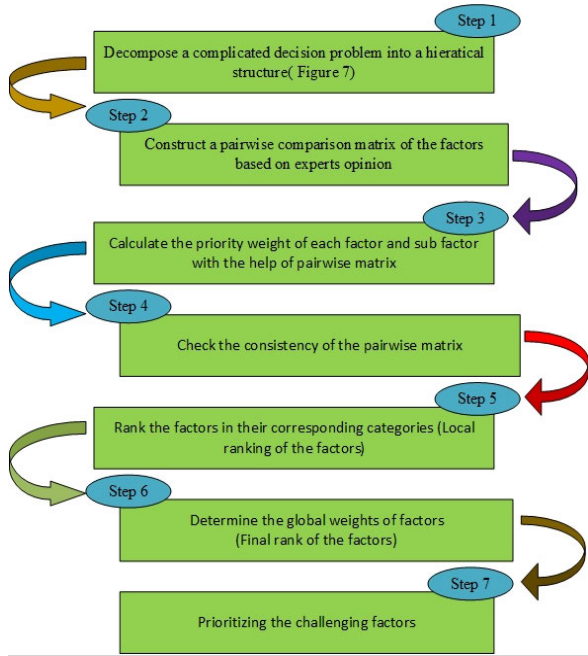 Step 1
Decompose a complicated decision problem into a hieratical
structure( Figure 7)
Step 2
Construct a pairwise comparison matrix of the factors
based on experts opinion
Step 3
Calculate the priority weight of each factor and sub factor
with the help of pairwise matrix
Step 4
Check the consistency of the pairwise matrix
Step 5
Rank the factors in their corresponding categories (Local
ranking of the factors)
Step 6
Determine the global weights of factors
(Final rank of the factors)
Step 7
Prioritizing the challenging factors